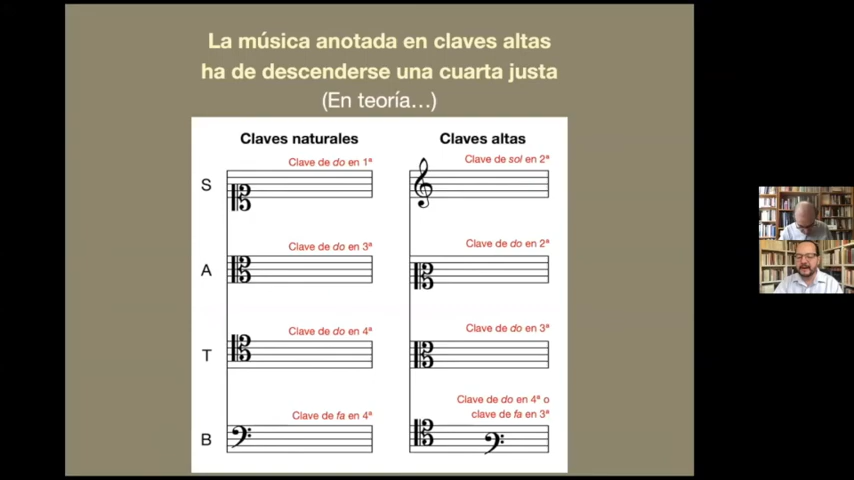 La música anotada en claves altas
ha de descenderse una cuarta justa
(En teoría...)
Claves naturales
Claves altas
Clave de do en 1ª
Clave de sol en 2ª
S
Clave de do en 3ª
Clave de do en 2ª
A
Clave de do en 4ª
Clave de do en 3ª
T
Clave de fa en 4ª
Clave de do en 4ª o
clave de fa en 3ª
B